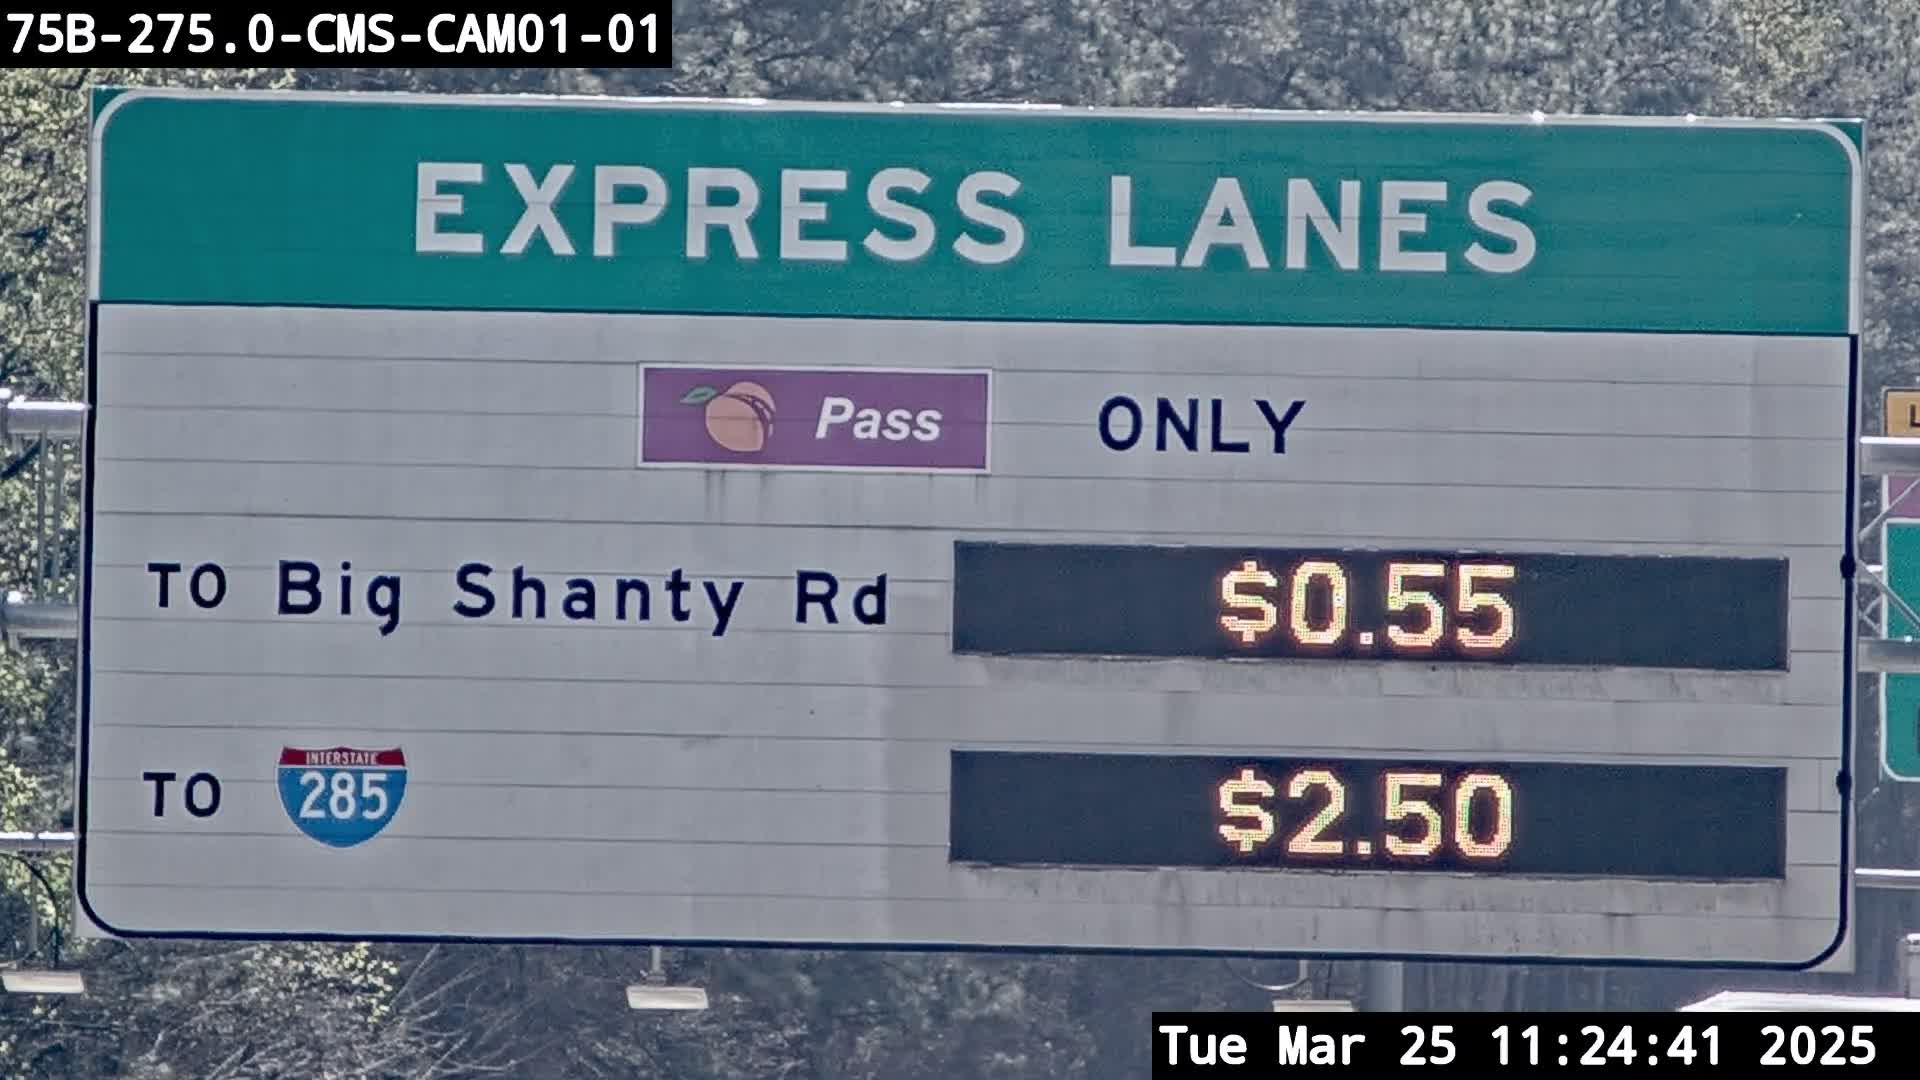 75B-275.0-CMS-CAM01-01
EXPRESS LANES
Pass ONLY
TO Big Shanty Rd $0.55
INTERSTATE
TO 285 $2.50
Tue Mar 25 11:24:41 2025